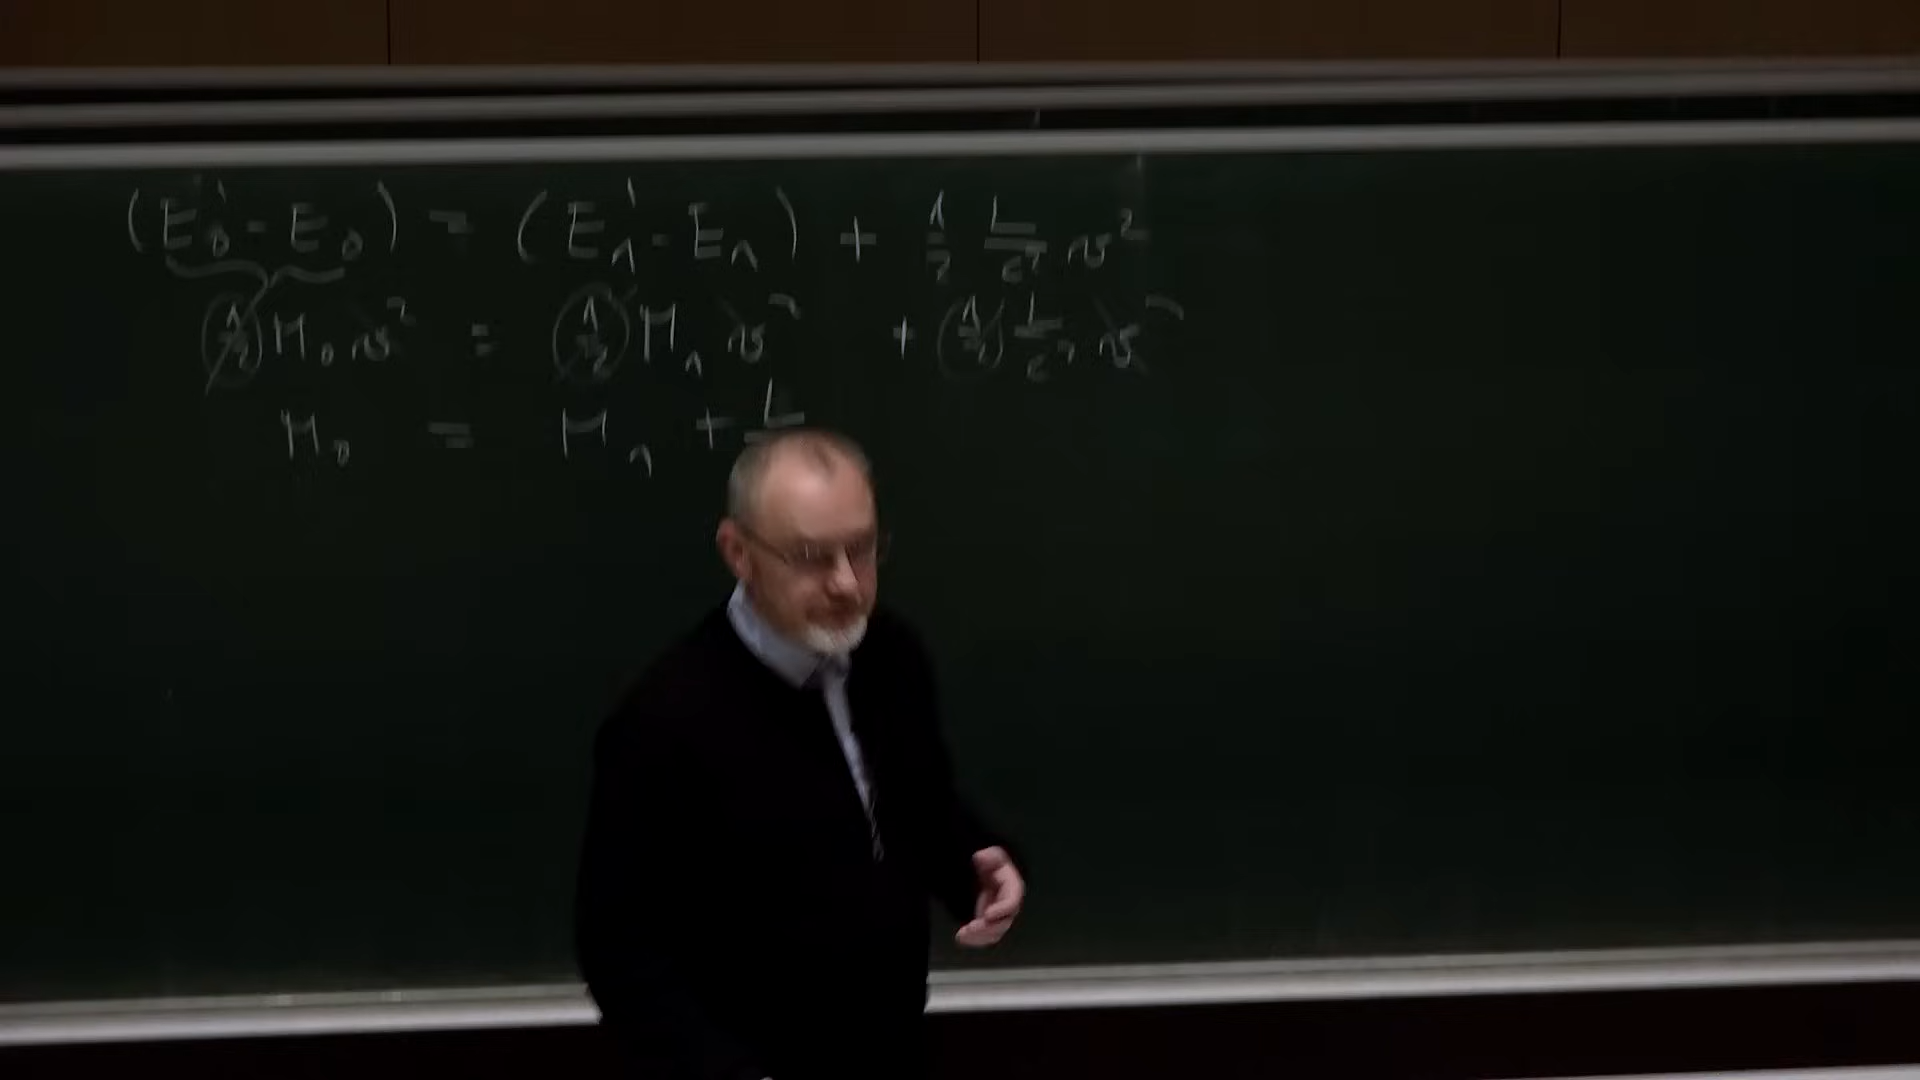 (E'₀ - E₀) = (E'₁ - E₁) + 1/2 L/c² v²
1/2 M₀ v² = 1/2 M₁ v² + 1/2 L/c² v²
M₀ = M₁ + L